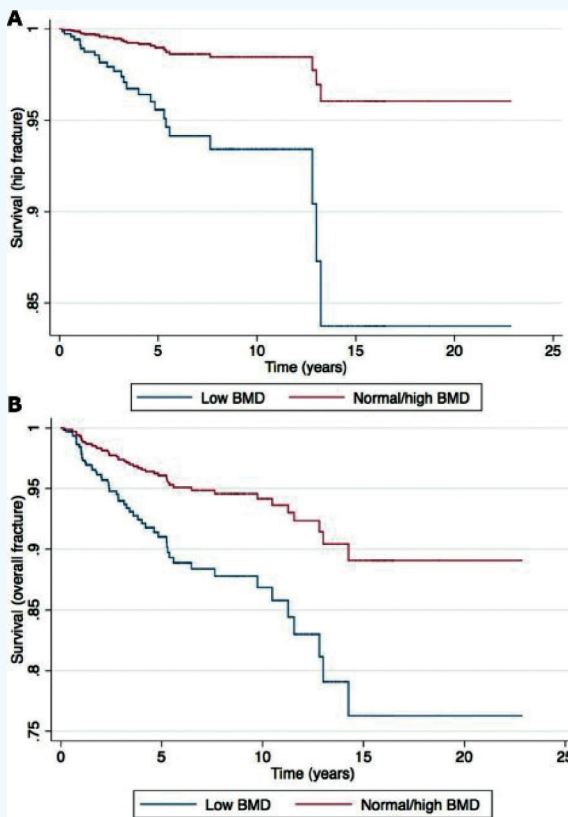 A
Survival (hip fracture)
1
.95
.9
.85
0 5 10 15 20 25
Time (years)
Low BMD Normal/high BMD
B
Survival (overall fracture)
1
.95
.9
.85
.8
.75
0 5 10 15 20 25
Time (years)
Low BMD Normal/high BMD